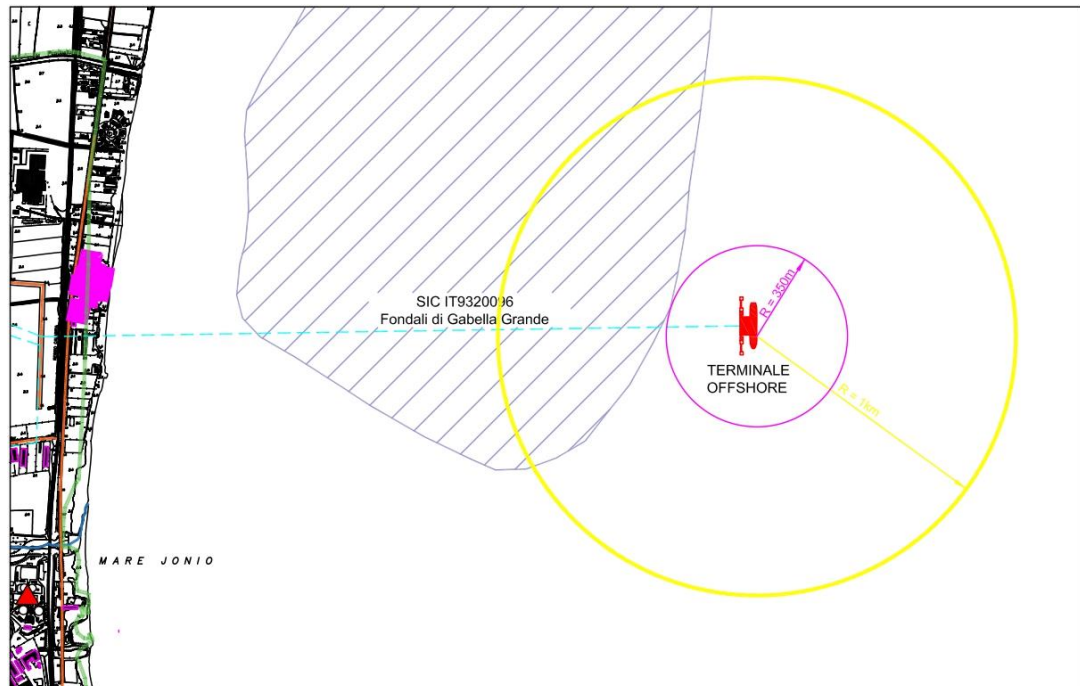 SIC IT9320096
Fondali di Gabella Grande
R = 350m
TERMINALE
OFFSHORE
R = 1km
MARE JONIO